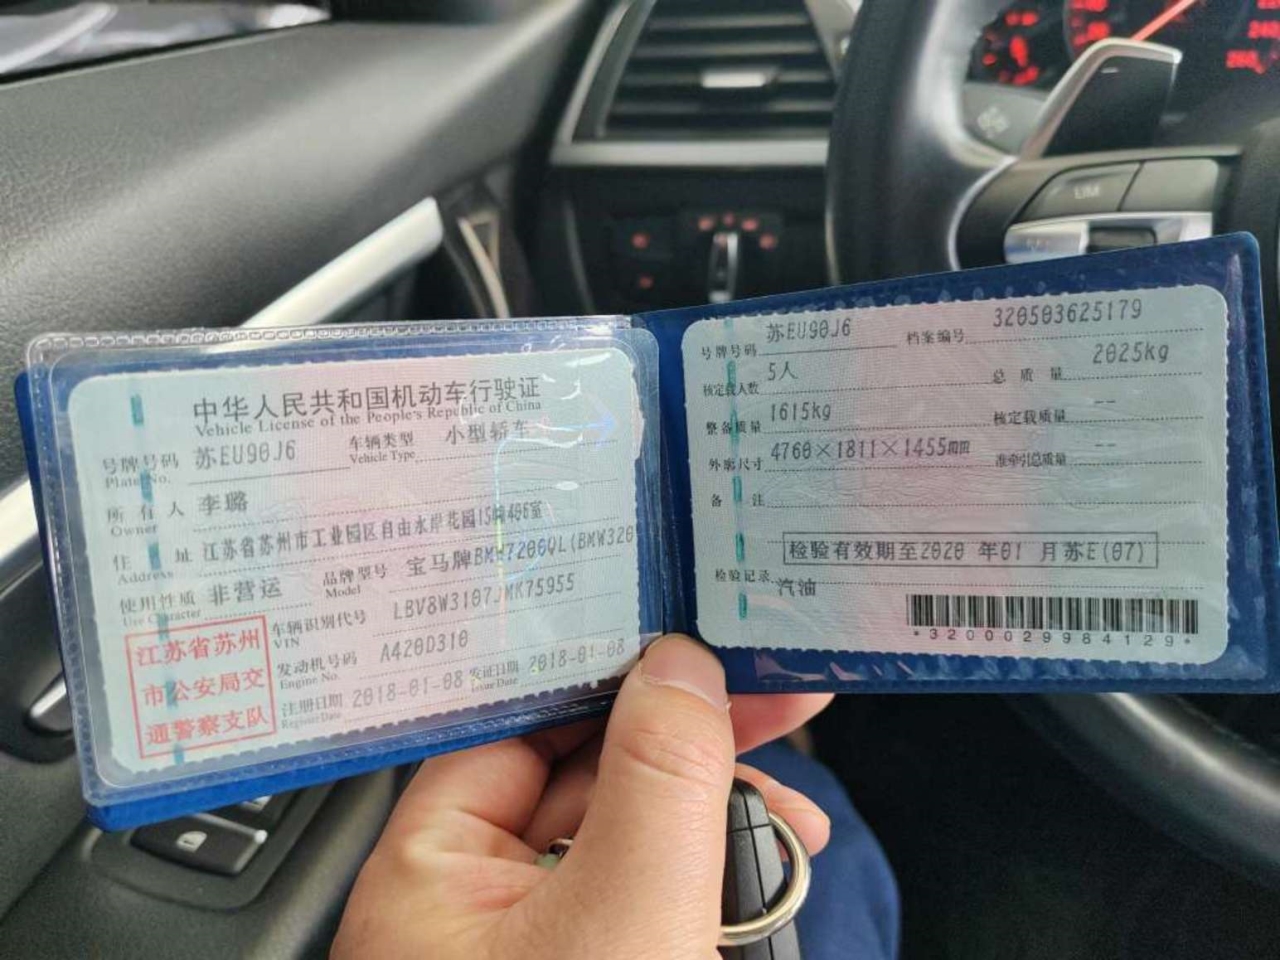 中华人民共和国机动车行驶证
Vehicle License of the People's Republic of China
号牌号码 苏EU90J6 车辆类型 小型轿车
Plate No. Vehicle Type
所有人 李璐
Owner
住址 江苏省苏州市工业园区自由水岸花园15幢406室
Address
使用性质 非营运 品牌型号 宝马牌BMW7200QL(BMW320
Use Character Model
车辆识别代号 LBV8W3107JMK75955
VIN
发动机号码 A420D310
Engine No.
注册日期 2018-01-08 发证日期 2018-01-08
Register Date Issue Date
江苏省苏州
市公安局交
通警察支队
号牌号码 苏EU90J6 档案编号 320503625179
核定载人数 5人 总质量 2025kg
整备质量 1615kg 核定载质量 --
外廓尺寸 4760×1811×1455mm 准牵引总质量 --
备注
检验有效期至2020 年01 月苏E(07)
检验记录
汽油
*3200029984129*
LIM
240
260